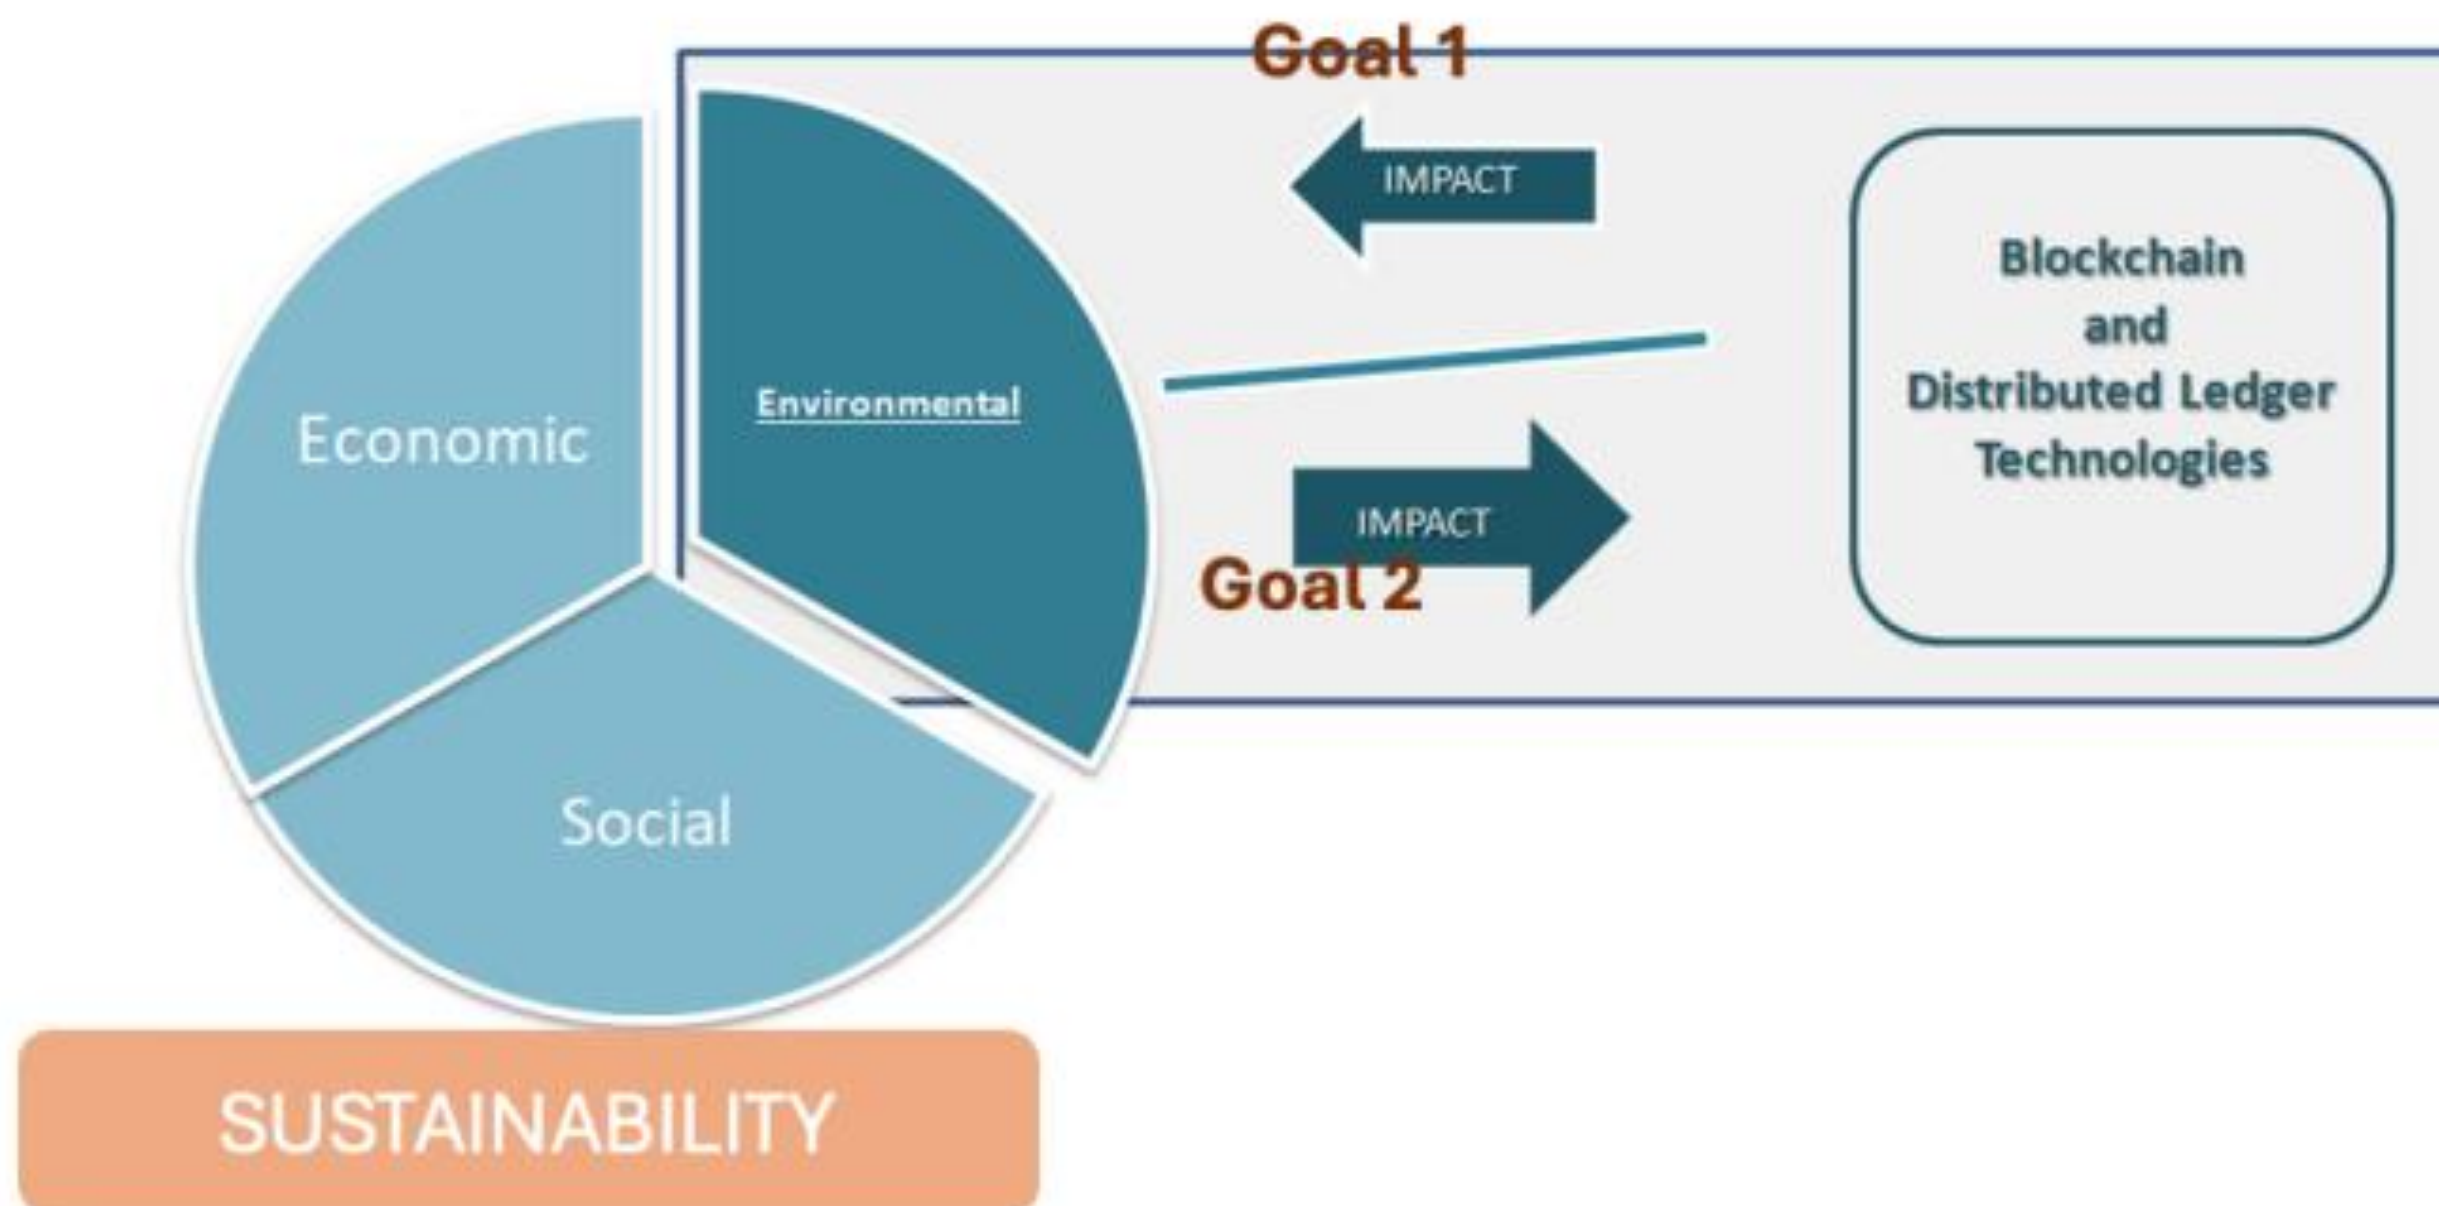 Goal 1
IMPACT
Blockchain
and
Distributed Ledger
Technologies
Environmental
Economic
IMPACT
Goal 2
Social
SUSTAINABILITY